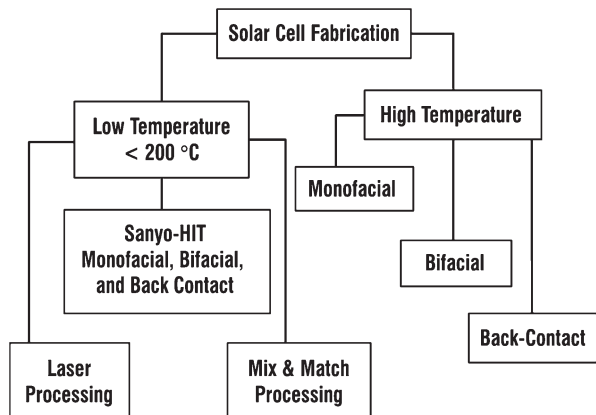 Solar Cell Fabrication
Low Temperature
< 200 °C
High Temperature
Monofacial
Sanyo-HIT
Monofacial, Bifacial,
and Back Contact
Bifacial
Back-Contact
Laser
Processing
Mix & Match
Processing